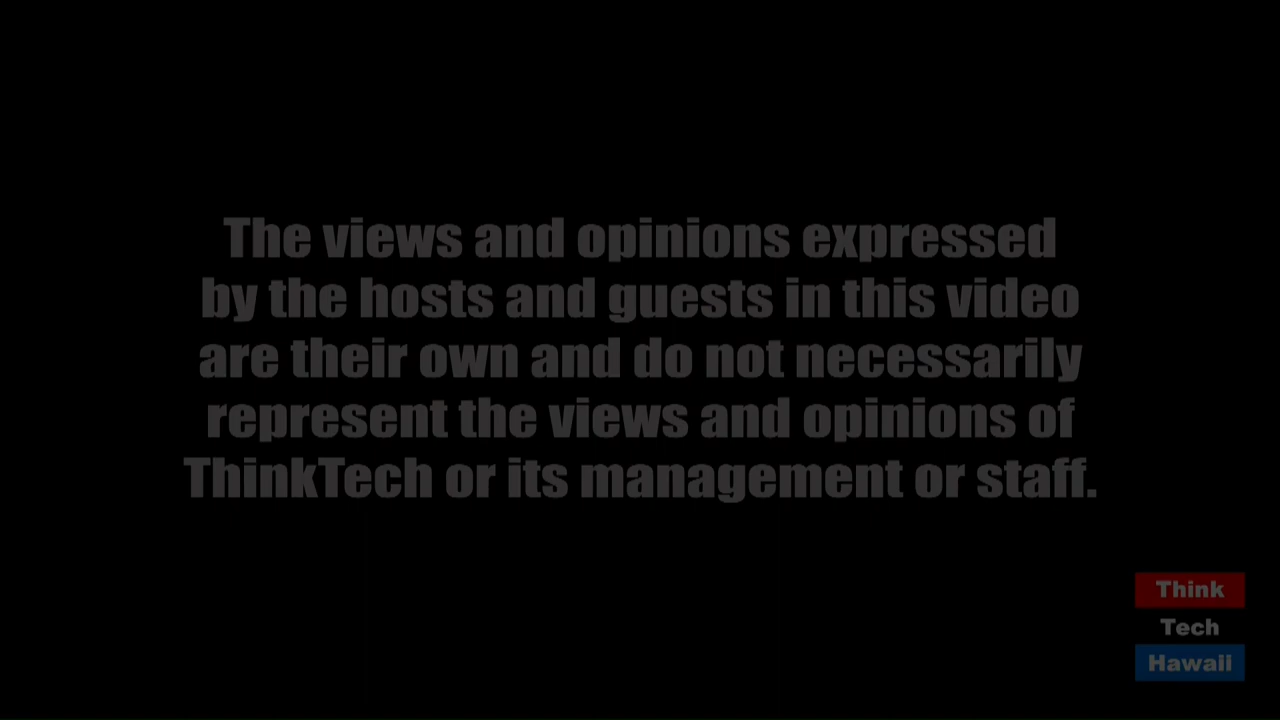 The views and opinions expressed
by the hosts and guests in this video
are their own and do not necessarily
represent the views and opinions of
ThinkTech or its management or staff.
Think
Tech
Hawaii